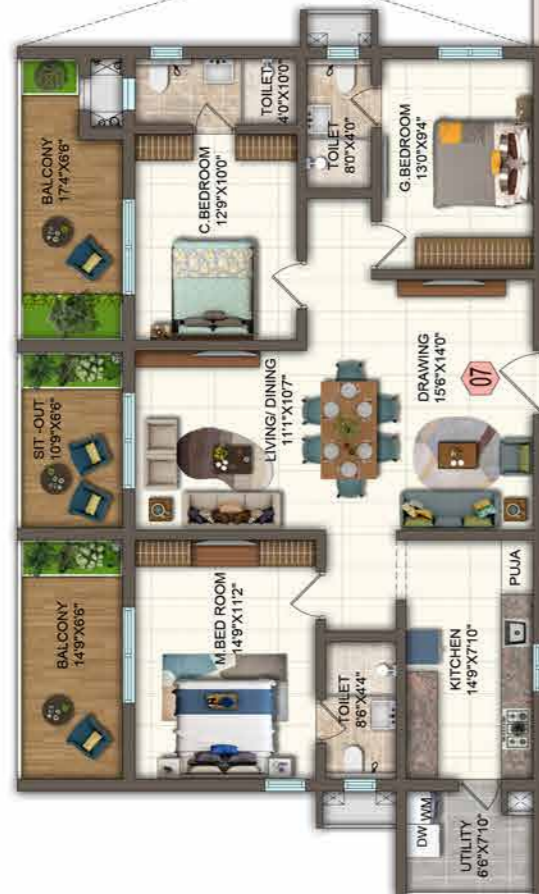 BALCONY
17'4"X6'6"
SIT -OUT
10'9"X6'6"
BALCONY
14'9"X6'6"
TOILET
4'0"X10'0"
C.BEDROOM
12'9"X10'0"
TOILET
8'0"X4'0"
G.BEDROOM
13'0"X9'4"
LIVING/ DINING
11'1"X10'7"
DRAWING
15'6"X14'0"
07
M.BED ROOM
14'9"X11'2"
TOILET
8'6"X4'4"
KITCHEN
14'9"X7'10"
PUJA
DW
WM
UTILITY
6'6"X7'10"